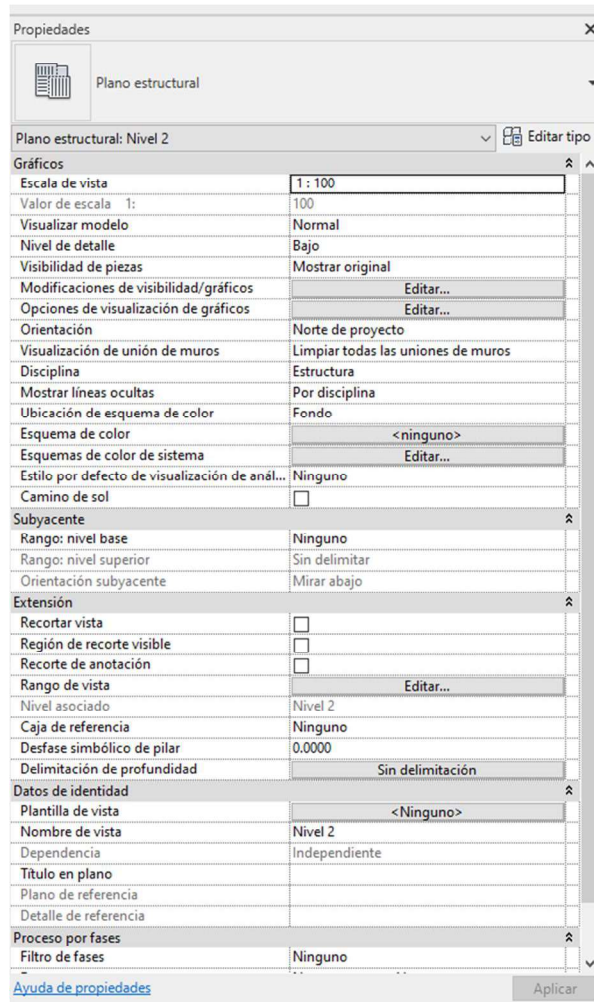 Propiedades
Plano estructural
Plano estructural: Nivel 2 Editar tipo
Gráficos
Escala de vista 1 : 100
Valor de escala 1: 100
Visualizar modelo Normal
Nivel de detalle Bajo
Visibilidad de piezas Mostrar original
Modificaciones de visibilidad/gráficos Editar...
Opciones de visualización de gráficos Editar...
Orientación Norte de proyecto
Visualización de unión de muros Limpiar todas las uniones de muros
Disciplina Estructura
Mostrar líneas ocultas Por disciplina
Ubicación de esquema de color Fondo
Esquema de color <ninguno>
Esquemas de color de sistema Editar...
Estilo por defecto de visualización de anál... Ninguno
Camino de sol
Subyacente
Rango: nivel base Ninguno
Rango: nivel superior Sin delimitar
Orientación subyacente Mirar abajo
Extensión
Recortar vista
Región de recorte visible
Recorte de anotación
Rango de vista Editar...
Nivel asociado Nivel 2
Caja de referencia Ninguno
Desfase simbólico de pilar 0.0000
Delimitación de profundidad Sin delimitación
Datos de identidad
Plantilla de vista <Ninguno>
Nombre de vista Nivel 2
Dependencia Independiente
Título en plano
Plano de referencia
Detalle de referencia
Proceso por fases
Filtro de fases Ninguno
Ayuda de propiedades Aplicar